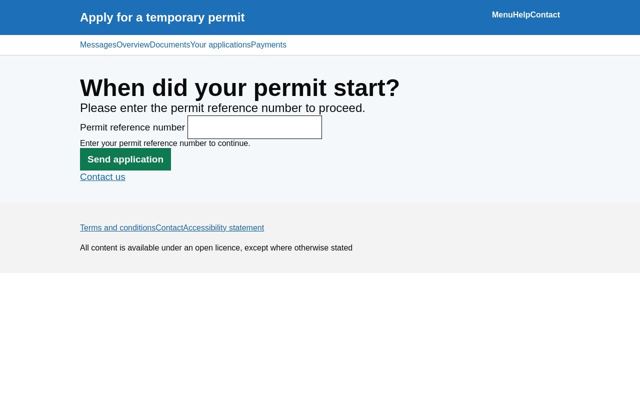 Apply for a temporary permit
MenuHelpContact
MessagesOverviewDocumentsYour applicationsPayments
When did your permit start?
Please enter the permit reference number to proceed.
Permit reference number
Enter your permit reference number to continue.
Send application
Contact us
Terms and conditionsContactAccessibility statement
All content is available under an open licence, except where otherwise stated